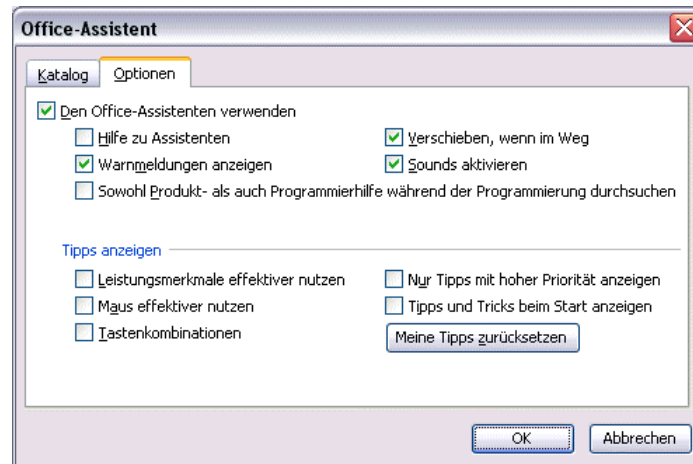 Office-Assistent
Katalog Optionen
Den Office-Assistenten verwenden
Hilfe zu Assistenten Verschieben, wenn im Weg
Warnmeldungen anzeigen Sounds aktivieren
Sowohl Produkt- als auch Programmierhilfe während der Programmierung durchsuchen
Tipps anzeigen
Leistungsmerkmale effektiver nutzen Nur Tipps mit hoher Priorität anzeigen
Maus effektiver nutzen Tipps und Tricks beim Start anzeigen
Tastenkombinationen Meine Tipps zurücksetzen
OK Abbrechen